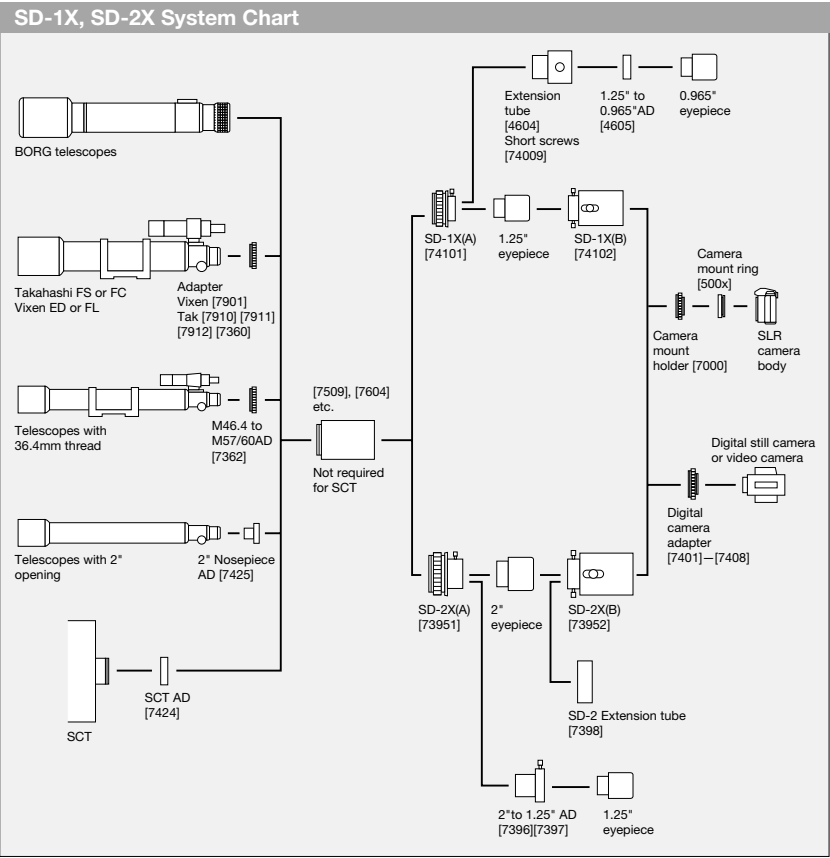 SD-1X, SD-2X System Chart
BORG telescopes
Takahashi FS or FC
Vixen ED or FL
Adapter
Vixen [7901]
Tak [7910] [7911]
[7912] [7360]
Telescopes with
36.4mm thread
M46.4 to
M57/60AD
[7362]
Telescopes with 2"
opening
2" Nosepiece
AD [7425]
SCT
SCT AD
[7424]
[7509], [7604]
etc.
Not required
for SCT
Extension
tube
[4604]
Short screws
[74009]
1.25" to
0.965"AD
[4605]
0.965"
eyepiece
SD-1X(A)
[74101]
1.25"
eyepiece
SD-1X(B)
[74102]
Camera
mount ring
[500x]
Camera
mount
holder [7000]
SLR
camera
body
Digital still camera
or video camera
Digital
camera
adapter
[7401]—[7408]
SD-2X(A)
[73951]
2"
eyepiece
SD-2X(B)
[73952]
SD-2 Extension tube
[7398]
2"to 1.25" AD
[7396][7397]
1.25"
eyepiece